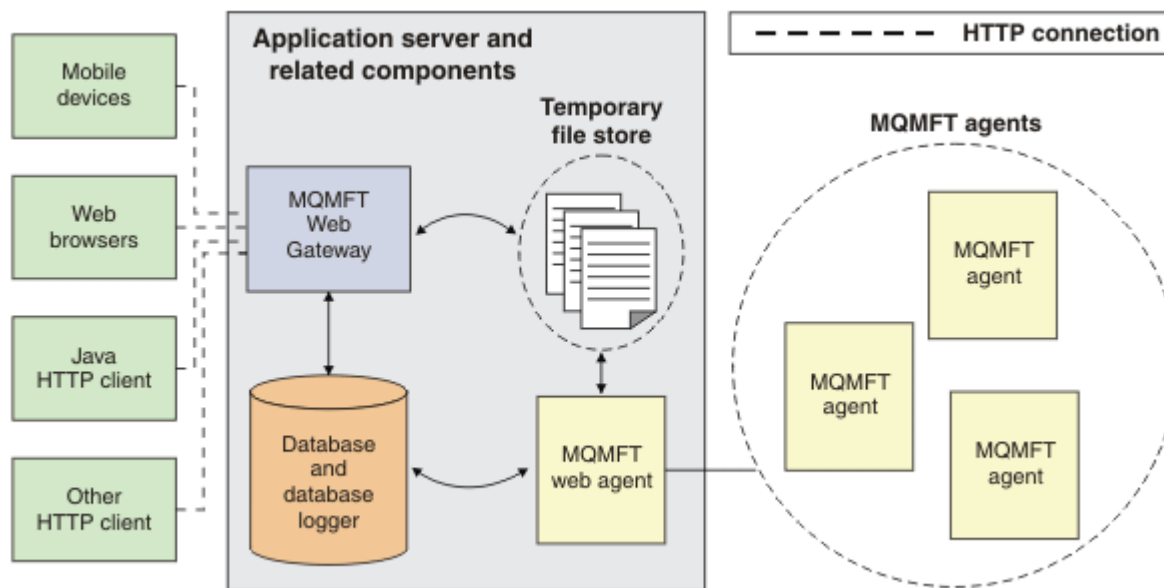 Mobile
devices
Web
browsers
Java
HTTP client
Other
HTTP client
Application server and
related components
Temporary
file store
MQMFT
Web
Gateway
Database
and
database
logger
MQMFT
web agent
HTTP connection
MQMFT agents
MQMFT
agent
MQMFT
agent
MQMFT
agent